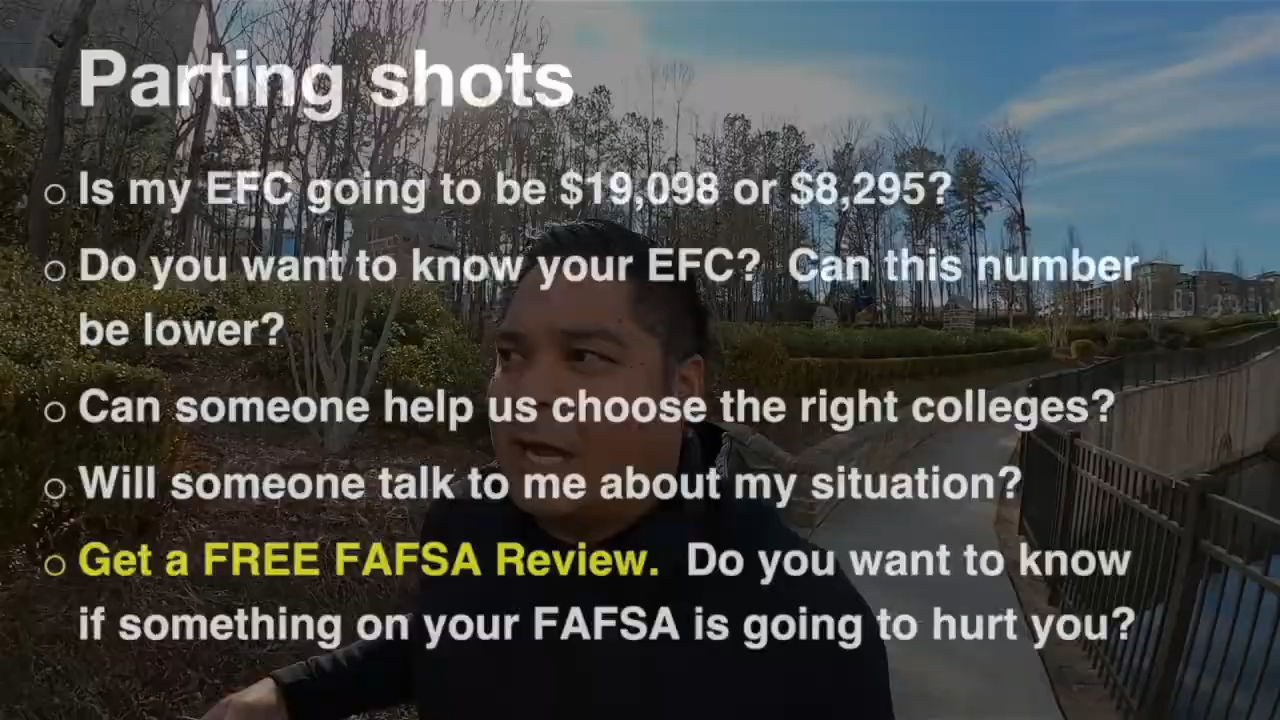 Parting shots
Is my EFC going to be $19,098 or $8,295?
Do you want to know your EFC? Can this number
be lower?
Can someone help us choose the right colleges?
Will someone talk to me about my situation?
Get a FREE FAFSA Review. Do you want to know
if something on your FAFSA is going to hurt you?